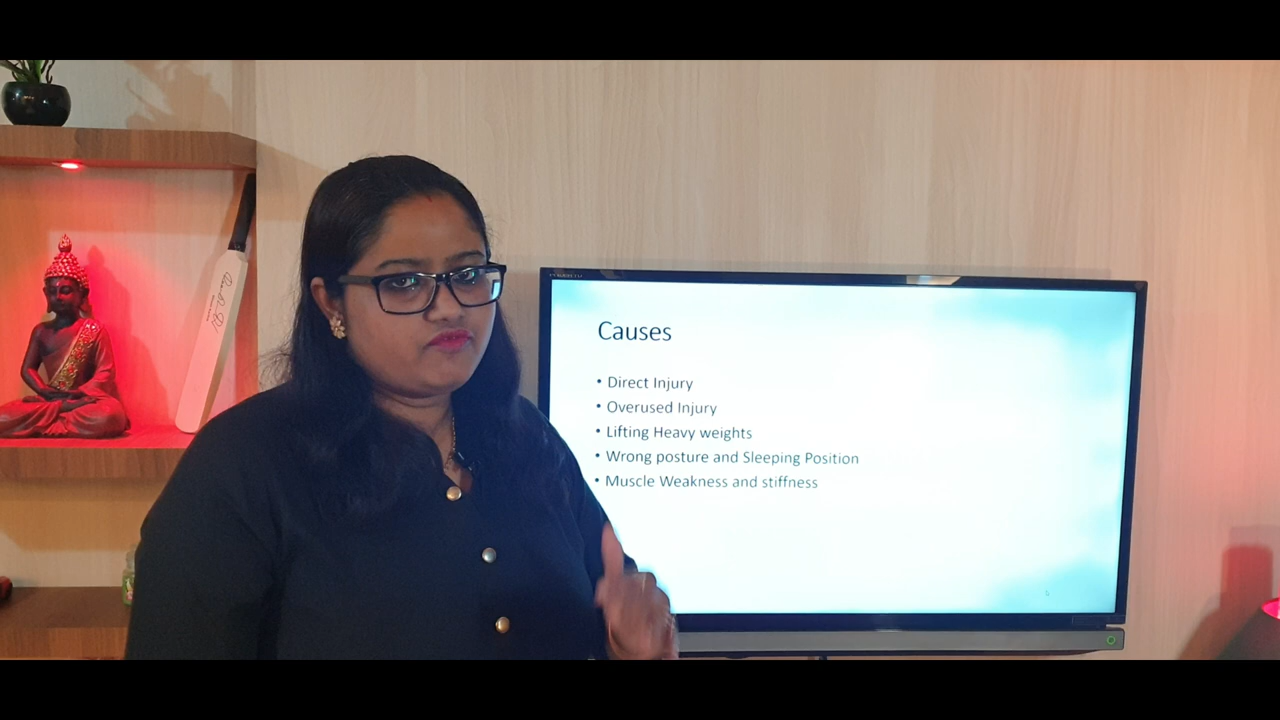 Causes
• Direct Injury
• Overused Injury
• Lifting Heavy weights
• Wrong posture and Sleeping Position
• Muscle Weakness and stiffness